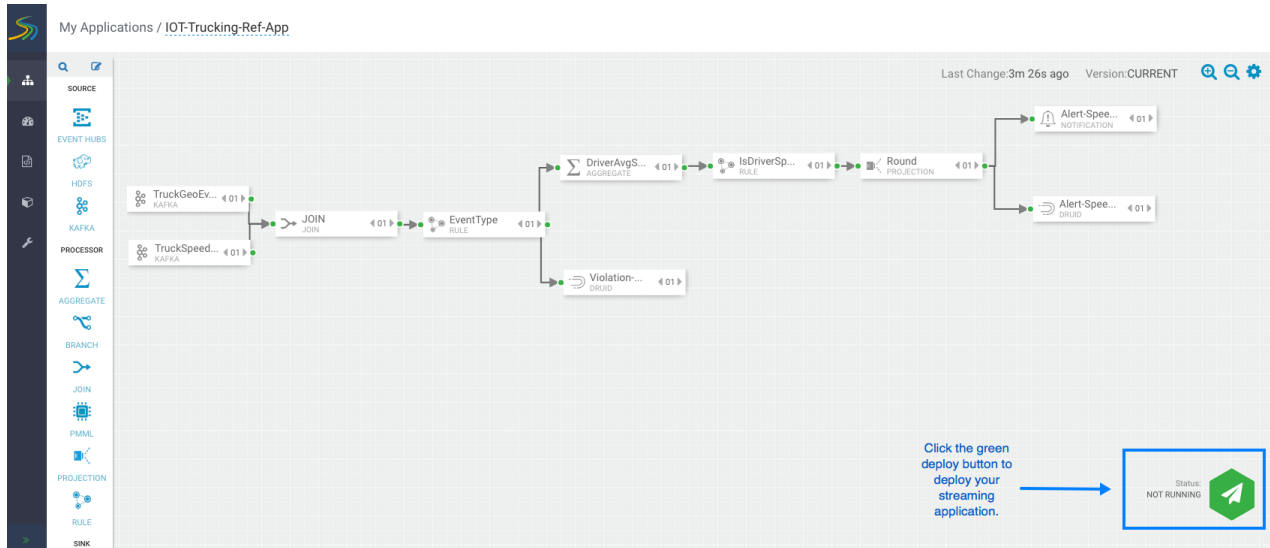 My Applications / IOT-Trucking-Ref-App
Last Change:3m 26s ago Version:CURRENT
SOURCE
EVENT HUBS
HDFS
KAFKA
PROCESSOR
AGGREGATE
BRANCH
JOIN
PMML
PROJECTION
RULE
SINK
TruckGeoEv... 01
KAFKA
TruckSpeed... 01
KAFKA
JOIN 01
JOIN
EventType 01
RULE
DriverAvgS... 01
AGGREGATE
IsDriverSp... 01
RULE
Round 01
PROJECTION
Alert-Spee... 01
NOTIFICATION
Alert-Spee... 01
DRUID
Violation-... 01
DRUID
Click the green
deploy button to
deploy your
streaming
application.
Status:
NOT RUNNING